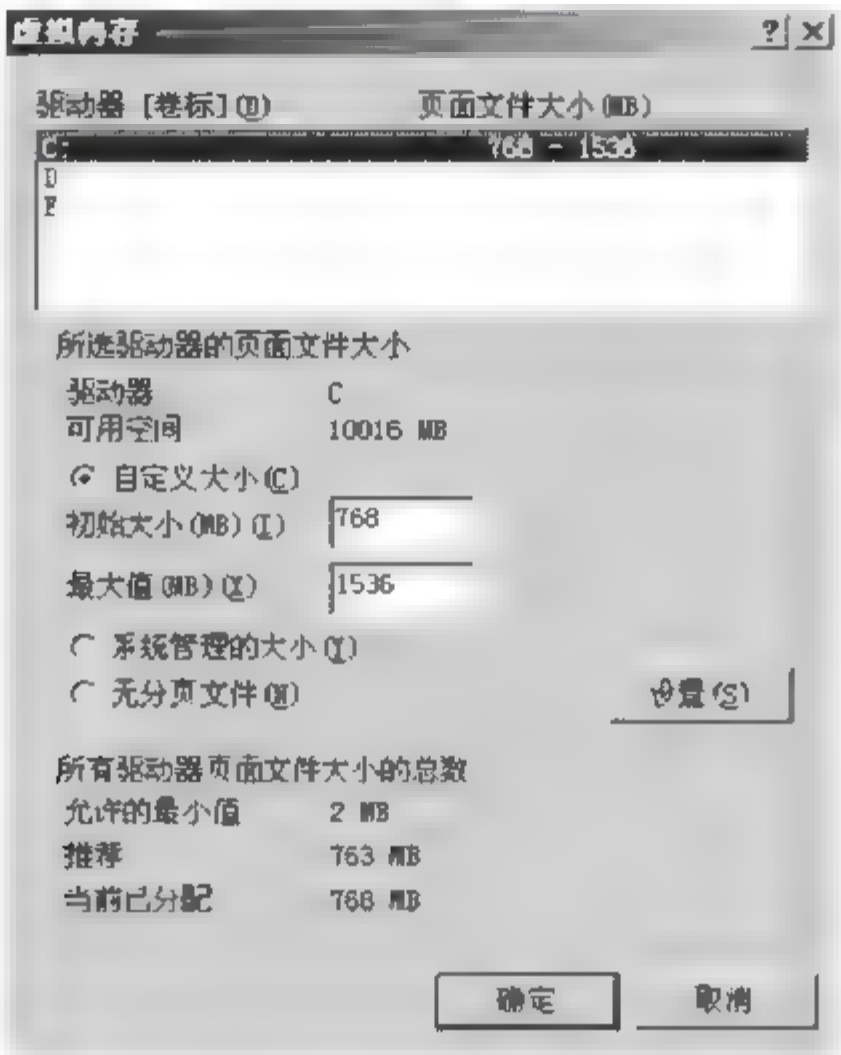 虚拟内存
驱动器 [卷标](D) 页面文件大小(MB)
C: 768 - 1536
D
F
所选驱动器的页面文件大小
驱动器 C
可用空间 10016 MB
自定义大小(C)
初始大小(MB)(I) 768
最大值(MB)(X) 1536
系统管理的大小(Y)
无分页文件(N)
设置(S)
所有驱动器页面文件大小的总数
允许的最小值 2 MB
推荐 763 MB
当前已分配 768 MB
确定 取消